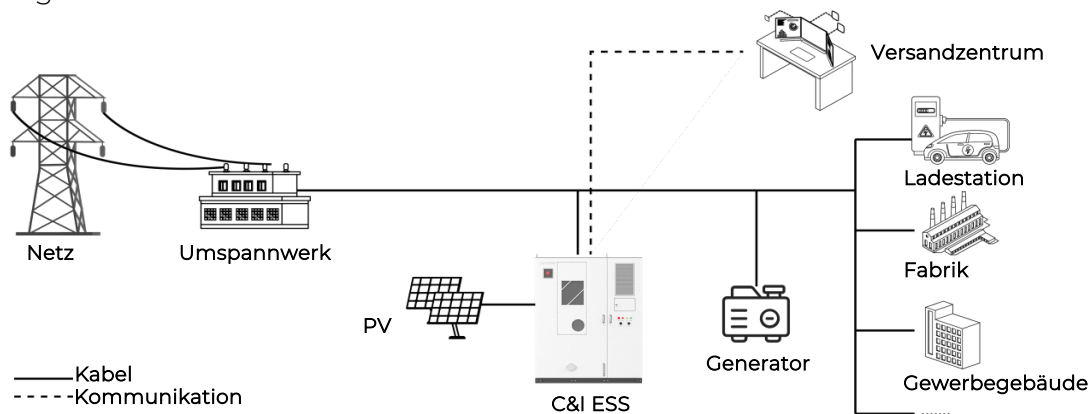 Versandzentrum
Ladestation
Netz
Umspannwerk
Fabrik
PV
Generator
Gewerbegebäude
Kabel
Kommunikation
C&I ESS